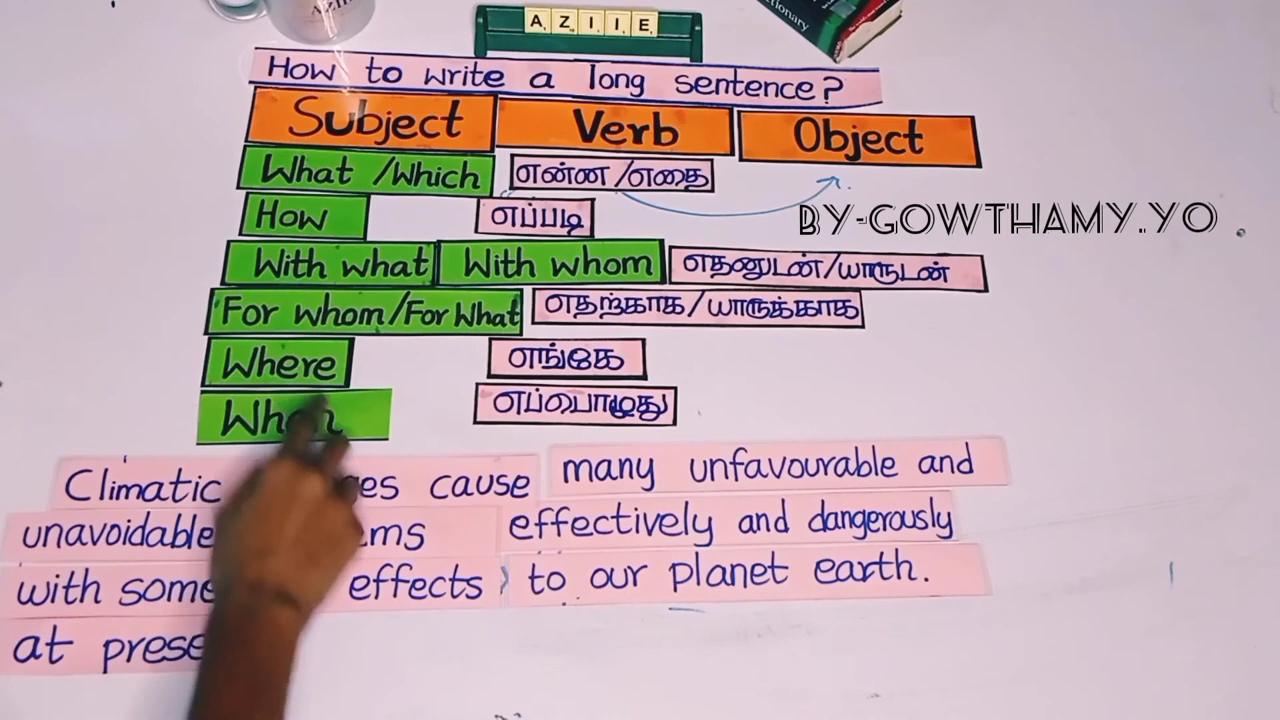 AZIIE
How to write a long sentence?
Subject Verb Object
What /Which என்ன /எதை
How எப்படி
BY-GOWTHAMY.YO
With what With whom எதனுடன்/யாருடன்
For whom/For What எதற்காக/யாருக்காக
Where எங்கே
When எப்பொழுது
Climatic cause many unfavourable and
unavoidable effectively and dangerously
with some effects to our planet earth.
at